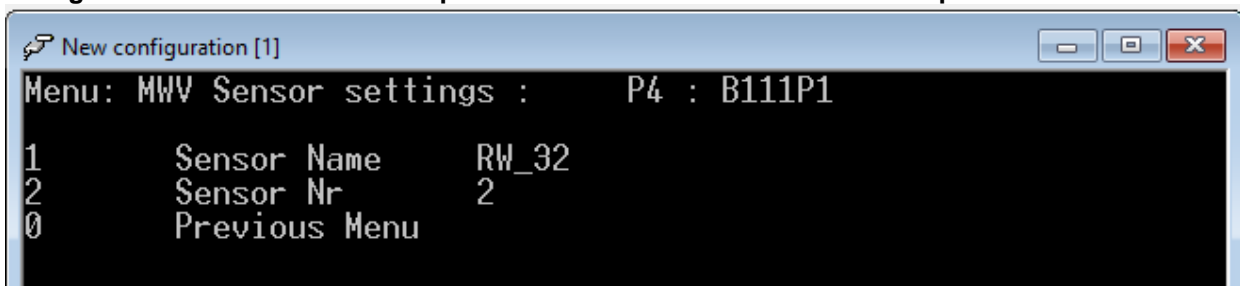 New configuration [1]
Menu: MWV Sensor settings :     P4 : B111P1
1       Sensor Name     RW_32
2       Sensor Nr       2
0       Previous Menu